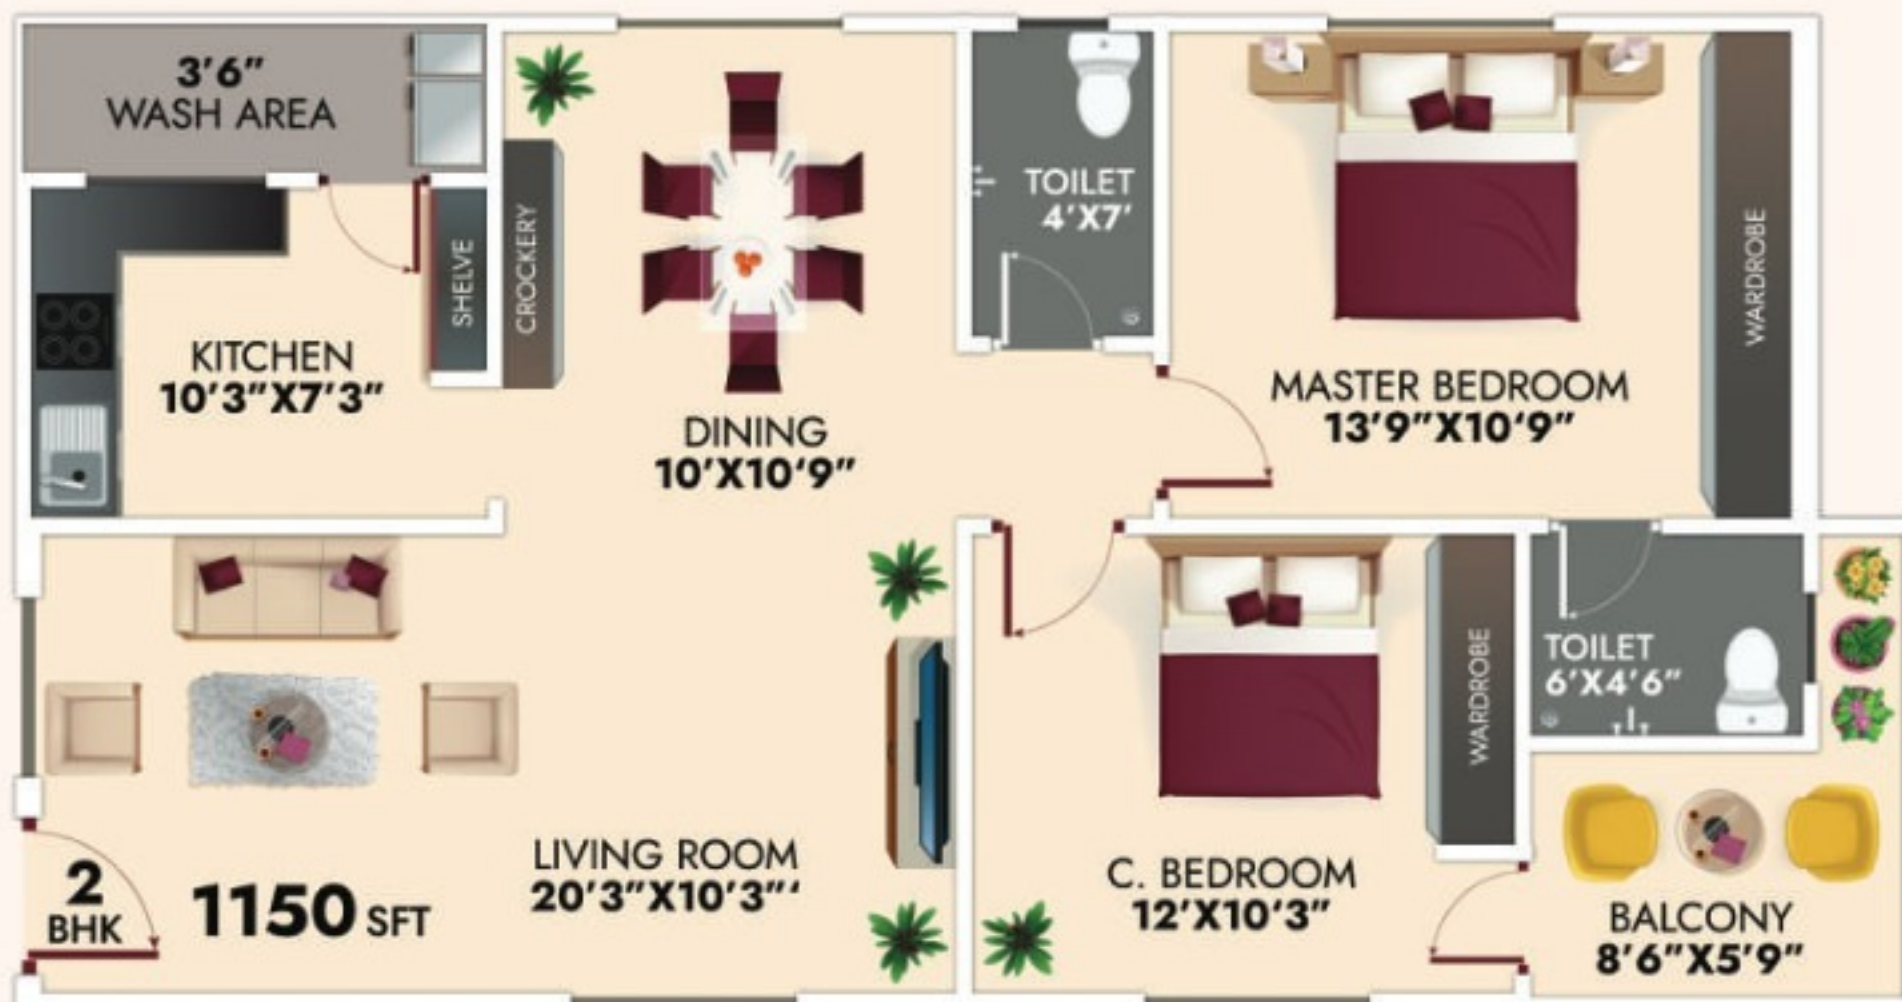 3'6"
WASH AREA
TOILET
4'X7'
WARDROBE
SHELVE
CROCKERY
KITCHEN
10'3"X7'3"
DINING
10'X10'9"
MASTER BEDROOM
13'9"X10'9"
TOILET
6'X4'6"
WARDROBE
2
BHK
1150 SFT
LIVING ROOM
20'3"X10'3"'
C. BEDROOM
12'X10'3"
BALCONY
8'6"X5'9"